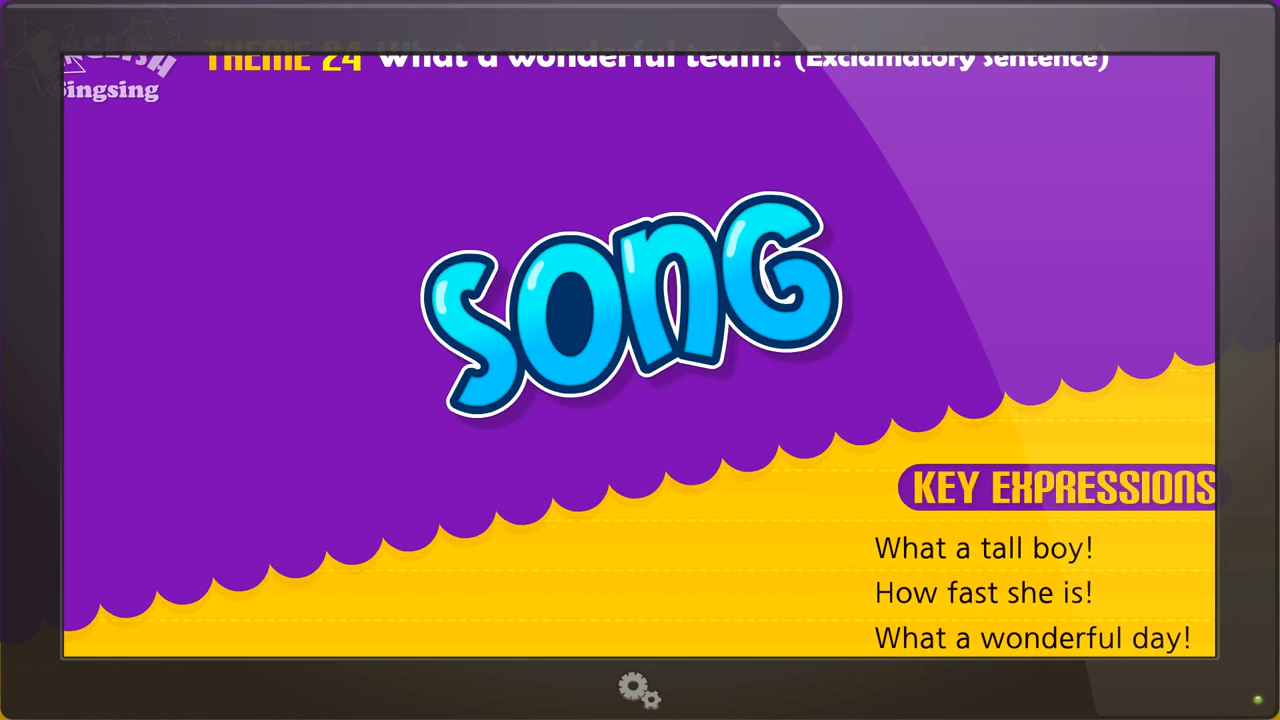 ENGLISH
Singsing
THEME 24 What a wonderful team! (Exclamatory sentence)
SONG
KEY EXPRESSIONS
What a tall boy!
How fast she is!
What a wonderful day!